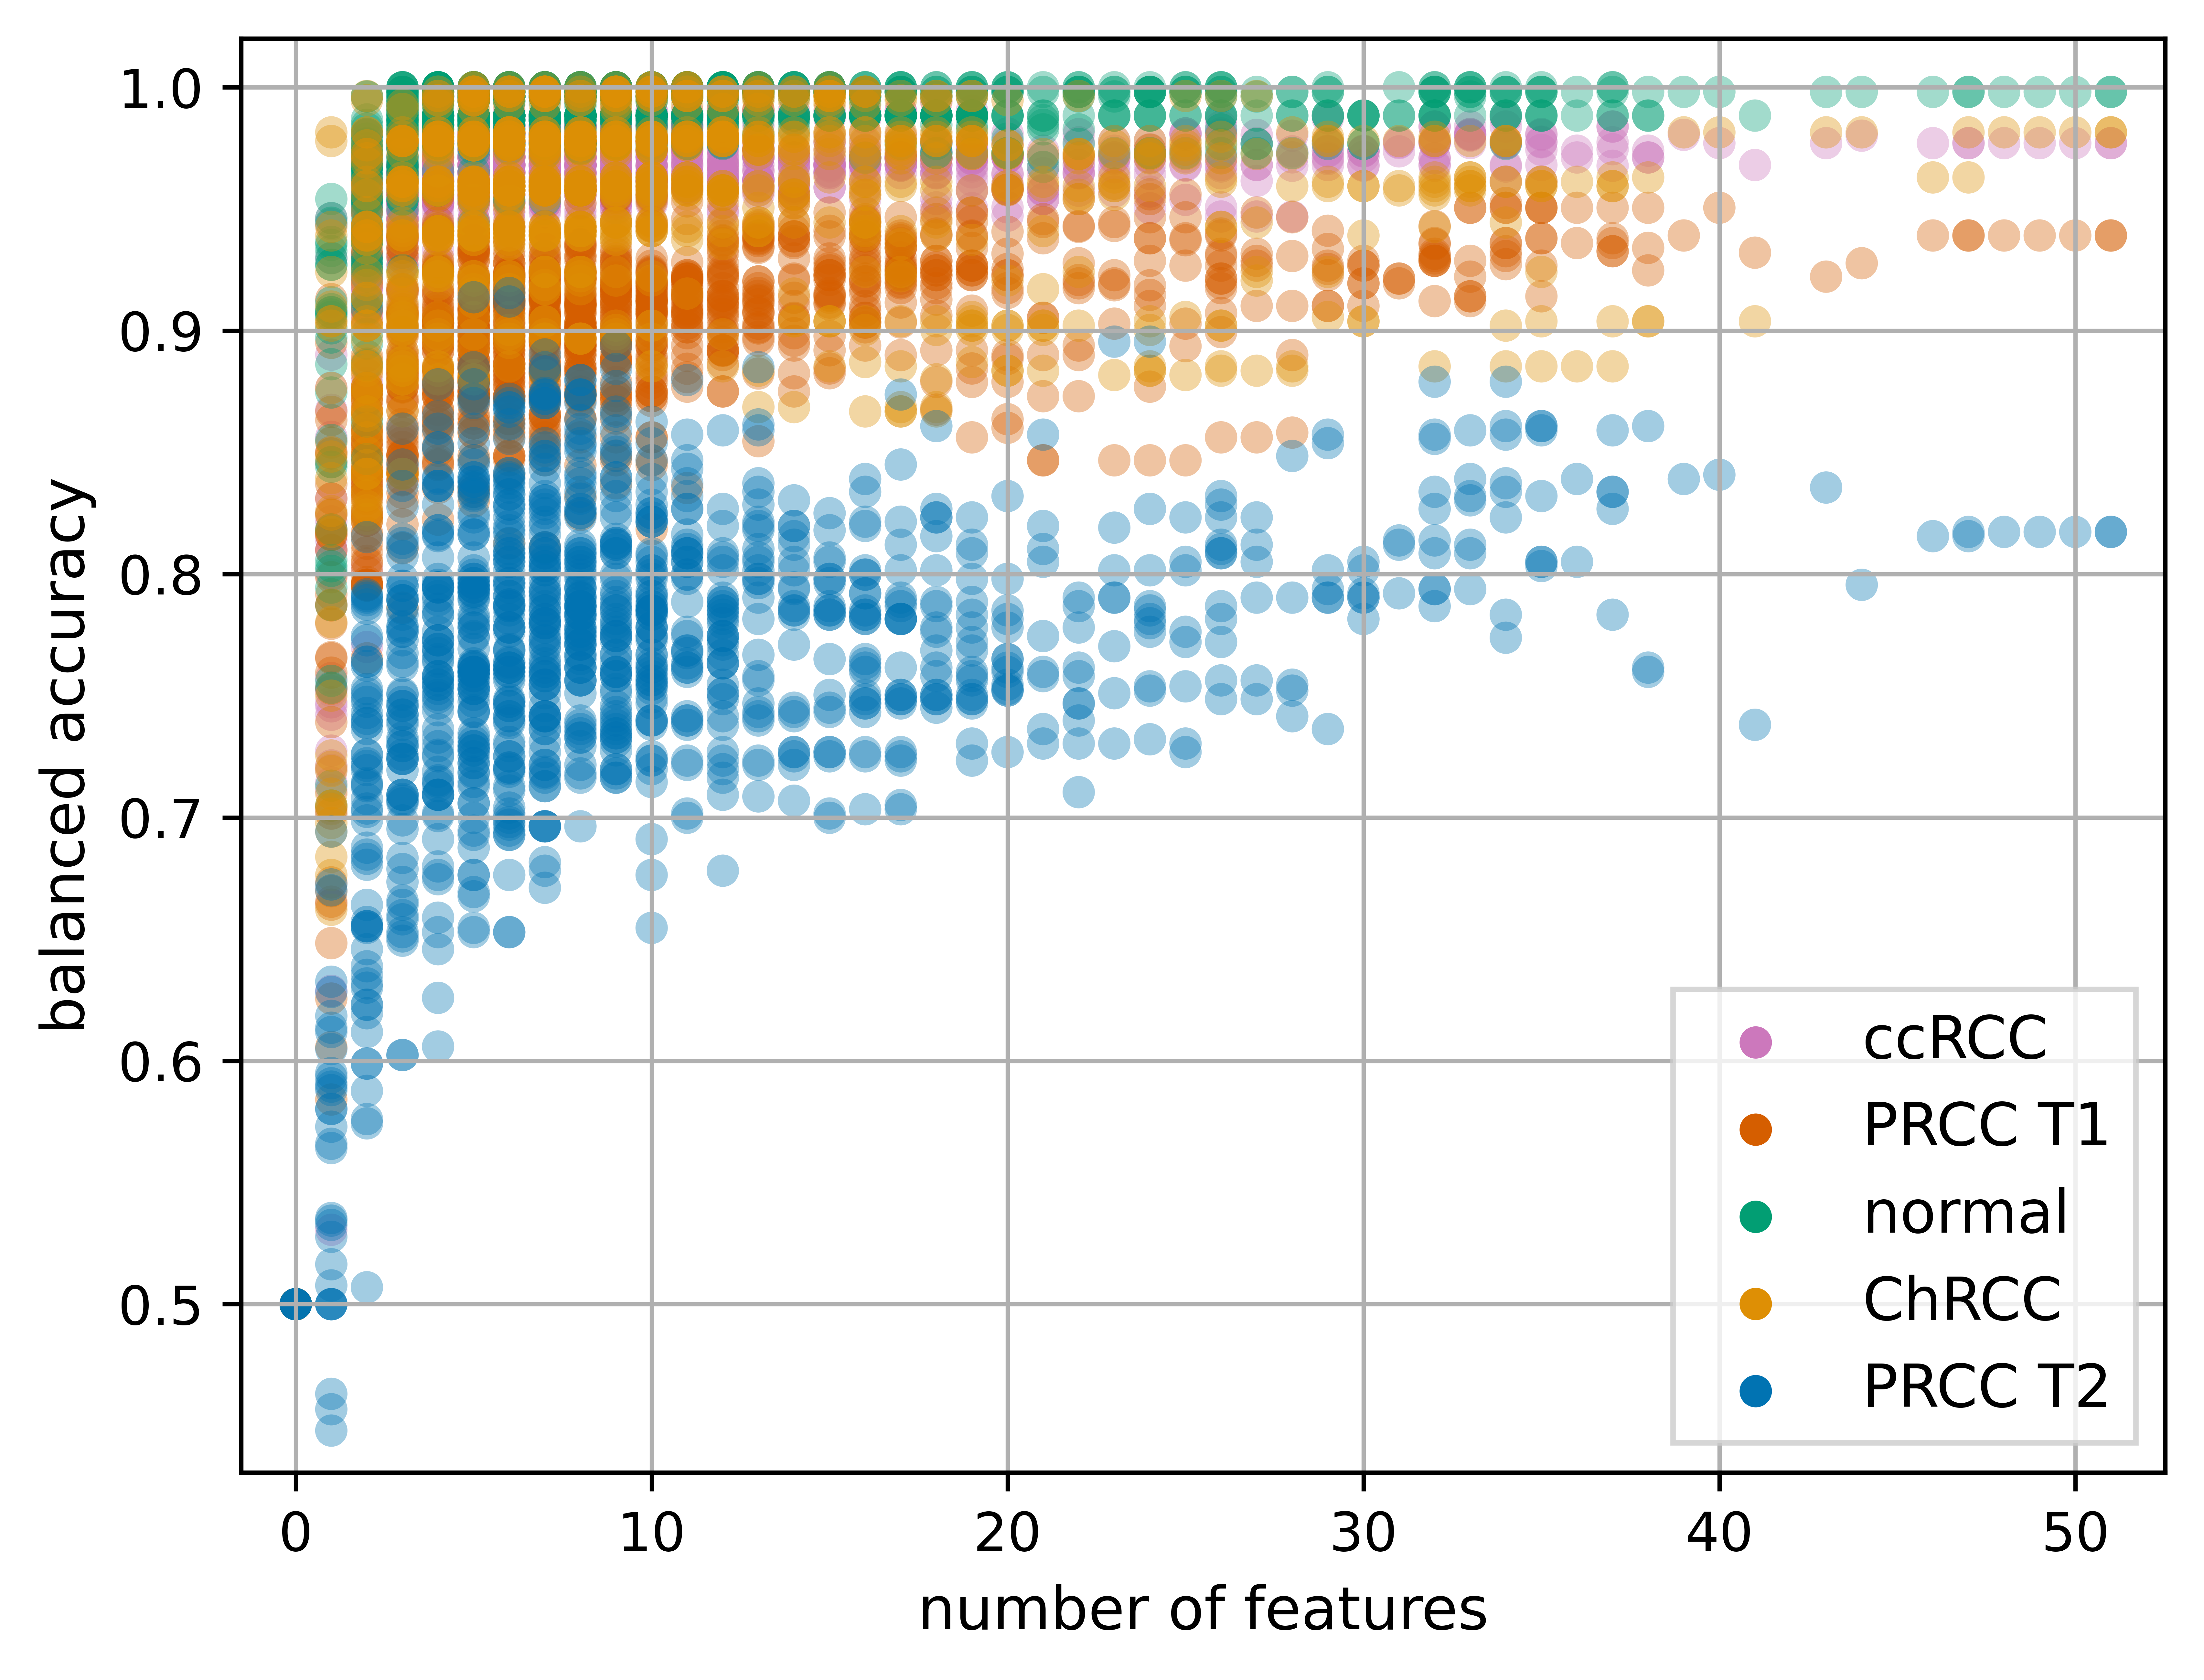 balanced accuracy
1.0
0.9
0.8
0.7
0.6
0.5
0
10
20
30
40
50
number of features
ccRCC
PRCC T1
normal
ChRCC
PRCC T2